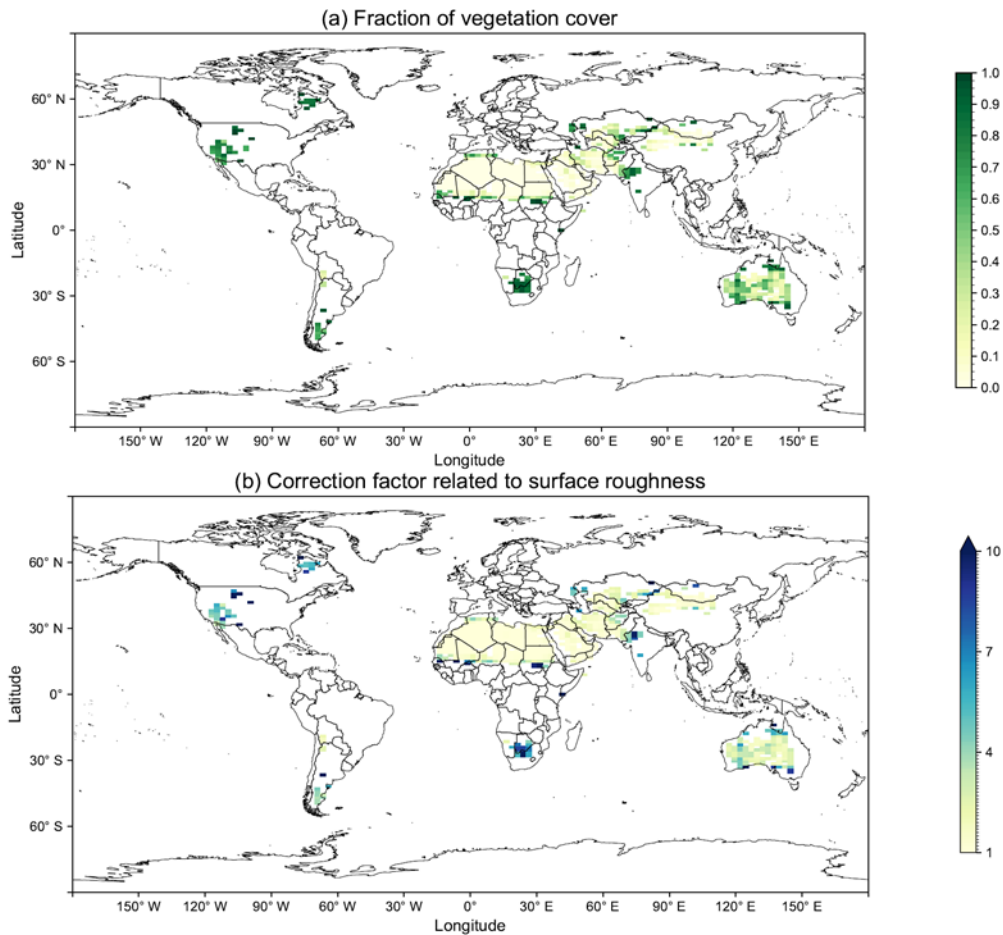 (a) Fraction of vegetation cover
Latitude
60° N
30° N
0°
30° S
60° S
150° W 120° W 90° W 60° W 30° W 0° 30° E 60° E 90° E 120° E 150° E
Longitude
1.0
0.9
0.8
0.7
0.6
0.5
0.4
0.3
0.2
0.1
0.0
(b) Correction factor related to surface roughness
Latitude
60° N
30° N
0°
30° S
60° S
150° W 120° W 90° W 60° W 30° W 0° 30° E 60° E 90° E 120° E 150° E
Longitude
10
7
4
1